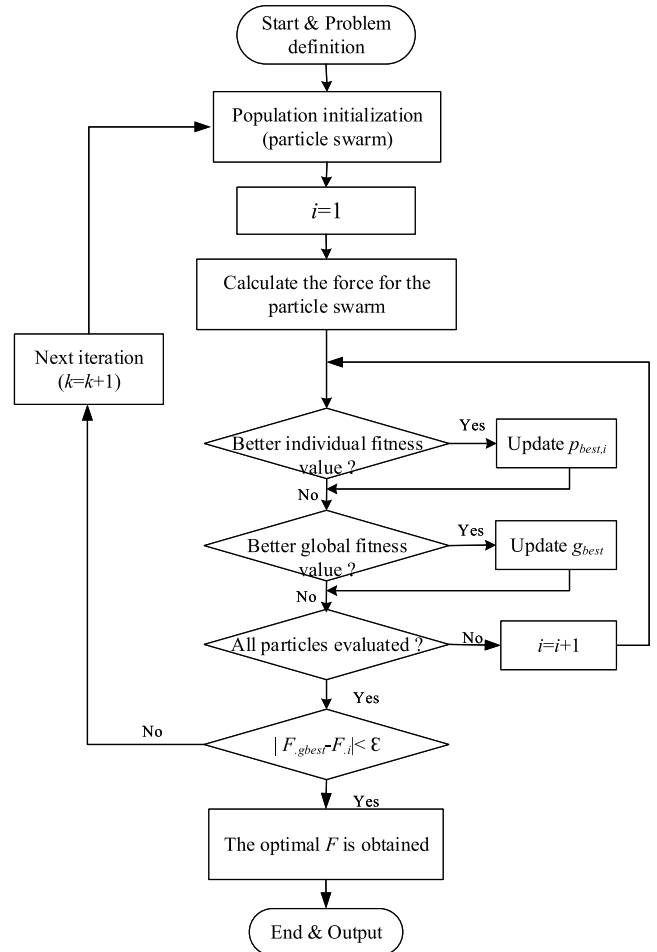 Start & Problem
definition
Population initialization
(particle swarm)
i=1
Calculate the force for the
particle swarm
Next iteration
(k=k+1)
Better individual fitness
value ?
Yes
Update pbest,i
No
Better global fitness
value ?
Yes
Update gbest
No
All particles evaluated ?
No
i=i+1
Yes
| F.gbest-F.i|< Ɛ
No
Yes
The optimal F is obtained
End & Output